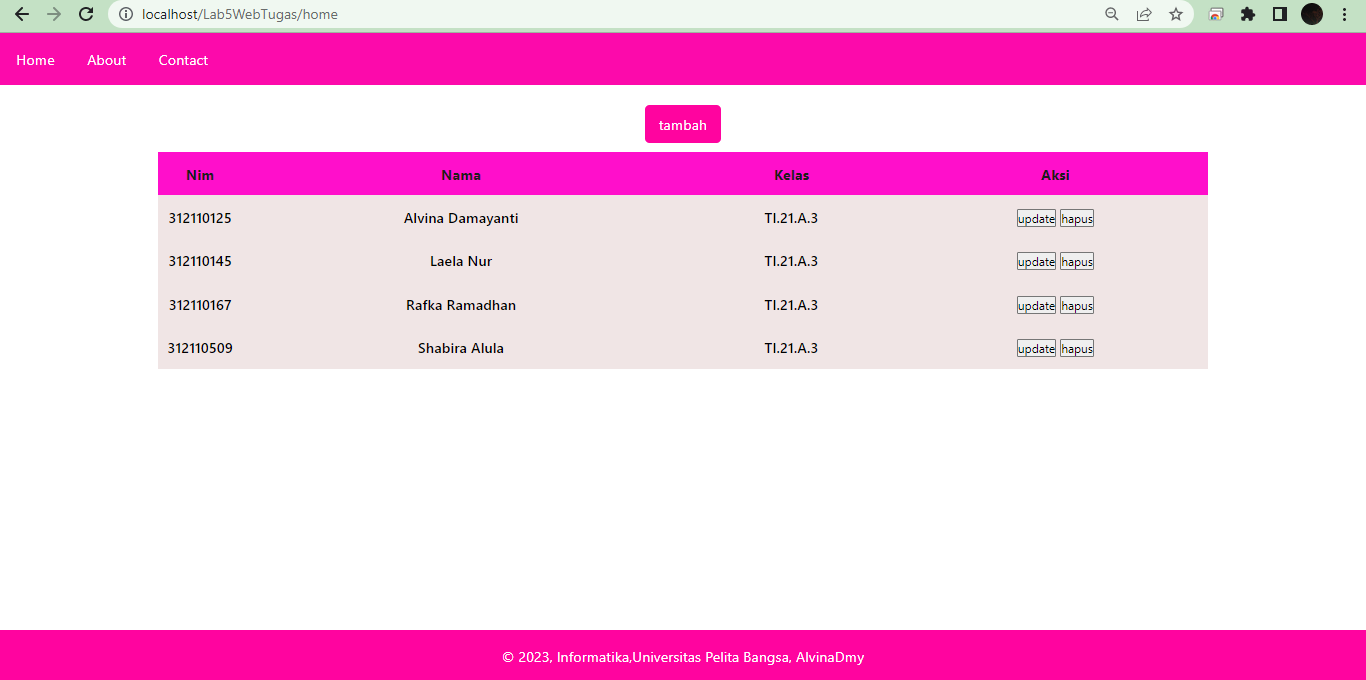 localhost/Lab5WebTugas/home
Home About Contact
tambah
Nim Nama Kelas Aksi
312110125 Alvina Damayanti TI.21.A.3 update hapus
312110145 Laela Nur TI.21.A.3 update hapus
312110167 Rafka Ramadhan TI.21.A.3 update hapus
312110509 Shabira Alula TI.21.A.3 update hapus
© 2023, Informatika,Universitas Pelita Bangsa, AlvinaDmy